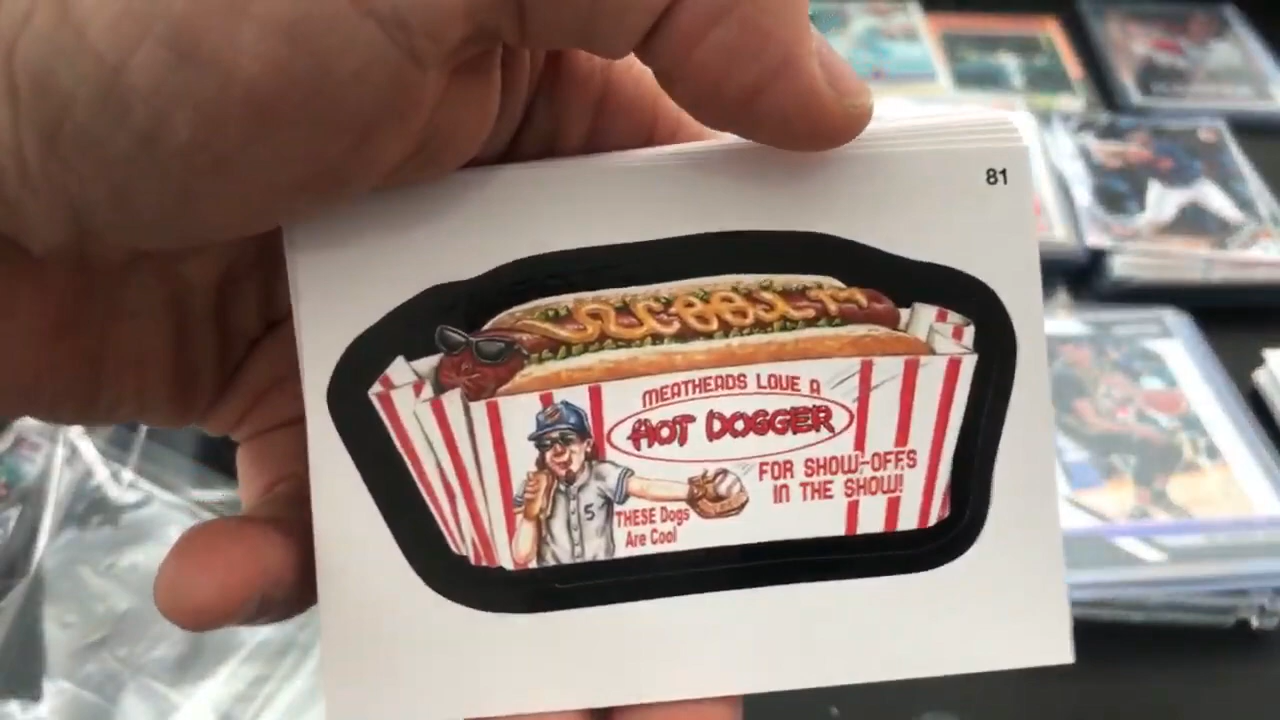 81
MEATHEADS LOVE A
HOT DOGGER
FOR SHOW-OFFS
IN THE SHOW!
5
THESE Dogs
Are Cool